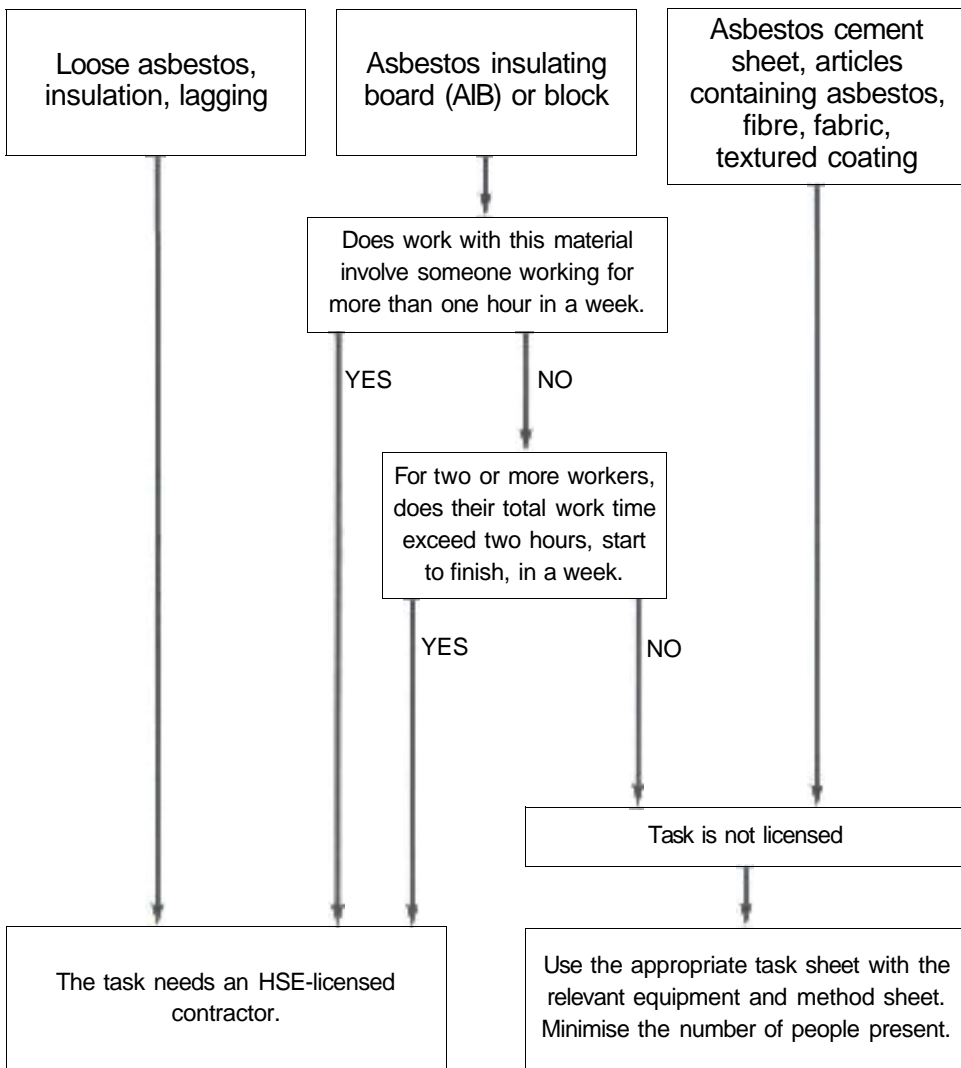 Loose asbestos,
insulation, lagging
Asbestos insulating
board (AIB) or block
Asbestos cement
sheet, articles
containing asbestos,
fibre, fabric,
textured coating
Does work with this material
involve someone working for
more than one hour in a week.
YES
NO
For two or more workers,
does their total work time
exceed two hours, start
to finish, in a week.
YES
NO
Task is not licensed
The task needs an HSE-licensed
contractor.
Use the appropriate task sheet with the
relevant equipment and method sheet.
Minimise the number of people present.